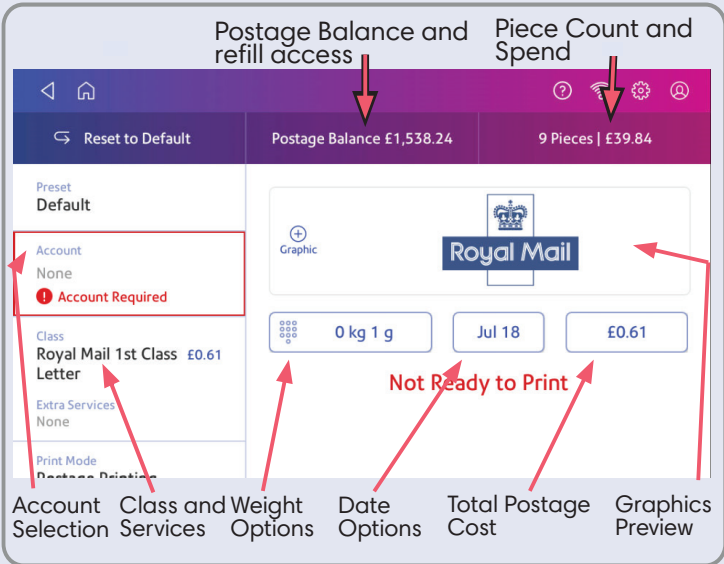 Postage Balance and
refill access
Piece Count and
Spend
Reset to Default
Postage Balance £1,538.24
9 Pieces | £39.84
Preset
Default
Account
None
Account Required
Class
Royal Mail 1st Class £0.61
Letter
Extra Services
None
Print Mode
Postage Printing
Graphic
Royal Mail
0 kg 1 g
Jul 18
£0.61
Not Ready to Print
Account
Selection
Class and
Services
Weight
Options
Date
Options
Total Postage
Cost
Graphics
Preview